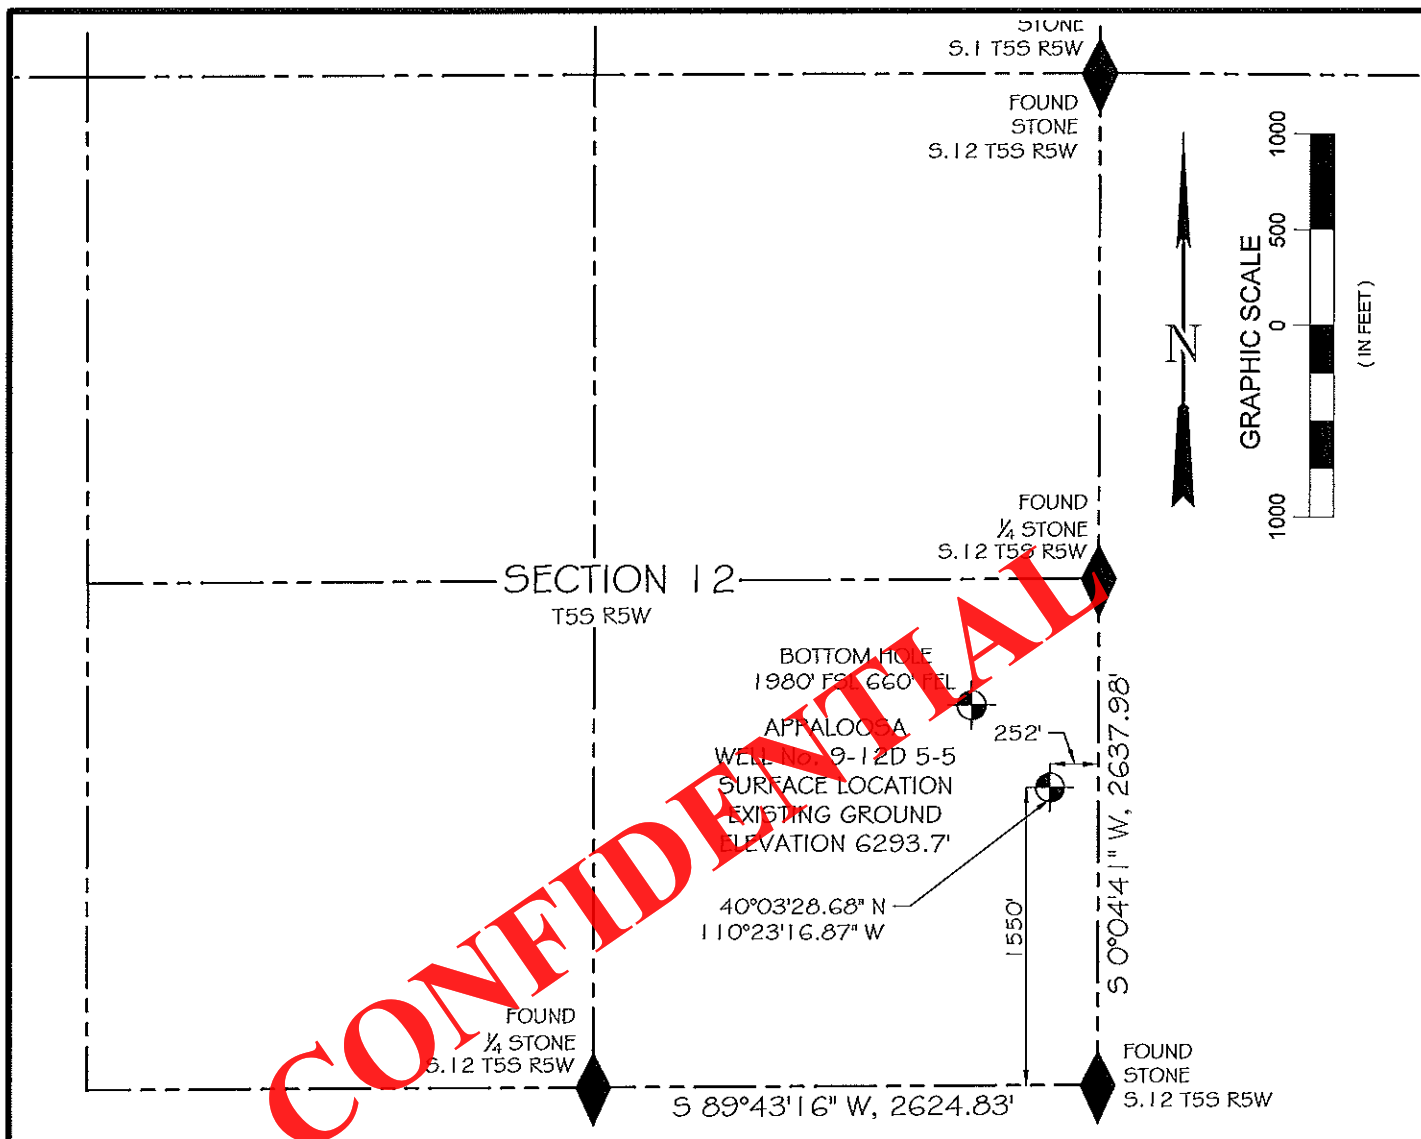 STONE
S.1 T5S R5W
FOUND
STONE
S.12 T5S R5W
1000
500
0
1000
GRAPHIC SCALE
( IN FEET )
N
FOUND
1/4 STONE
S.12 T5S R5W
SECTION 12
T5S R5W
BOTTOM HOLE
1980' FSL 660' FEL
APPALOOSA
WELL No. 9-12D 5-5
SURFACE LOCATION
EXISTING GROUND
ELEVATION 6293.7'
252'
1550'
40°03'28.68" N
110°23'16.87" W
S 0°04'41" W, 2637.98'
FOUND
1/4 STONE
S.12 T5S R5W
S 89°43'16" W, 2624.83'
FOUND
STONE
S.12 T5S R5W
CONFIDENTIAL